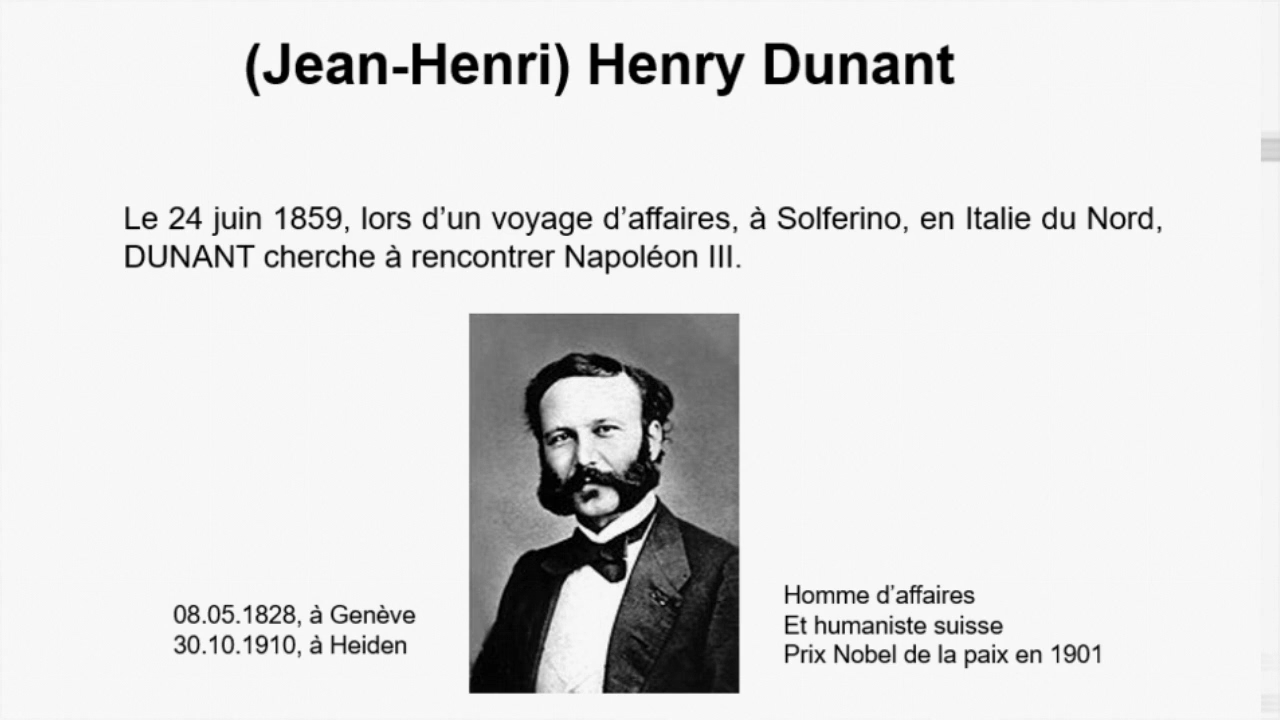 (Jean-Henri) Henry Dunant
Le 24 juin 1859, lors d’un voyage d’affaires, à Solferino, en Italie du Nord,
DUNANT cherche à rencontrer Napoléon III.
08.05.1828, à Genève
30.10.1910, à Heiden
Homme d’affaires
Et humaniste suisse
Prix Nobel de la paix en 1901